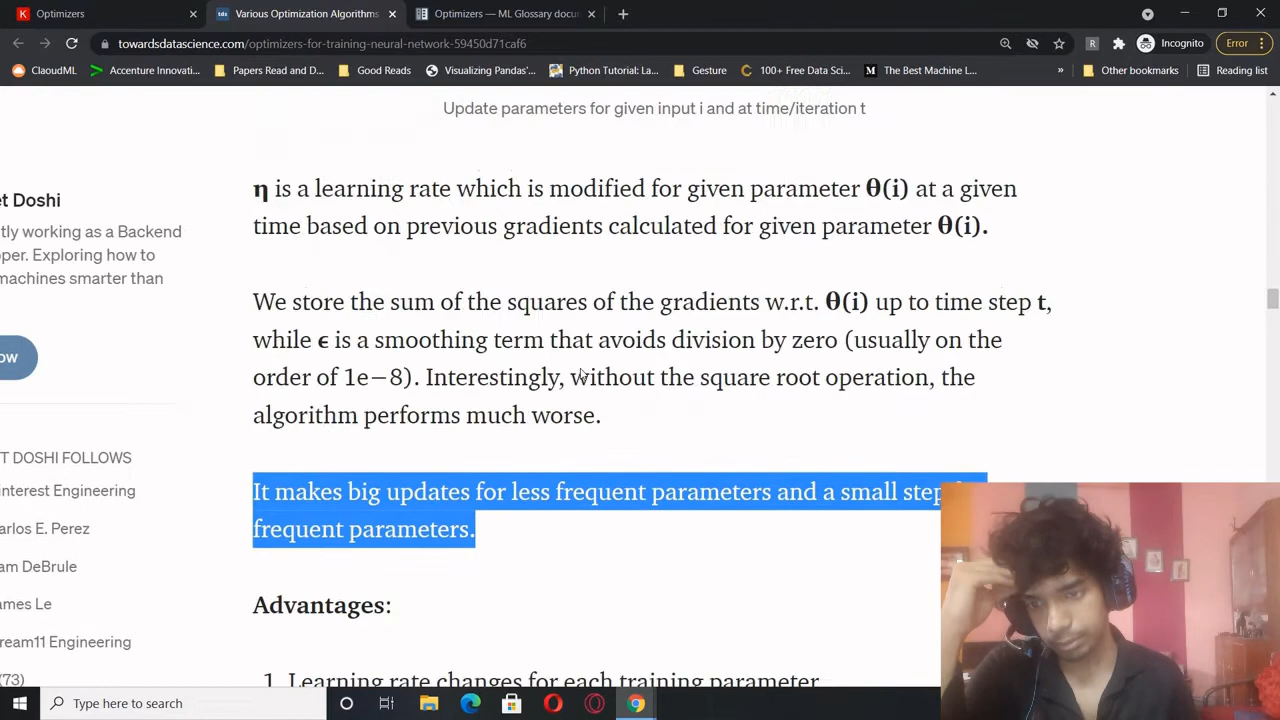 Optimizers
Various Optimization Algorithms
Optimizers — ML Glossary docu
towardsdatascience.com/optimizers-for-training-neural-network-59450d71caf6
Incognito
Error
ClaoudML
Accenture Innovati...
Papers Read and D...
Good Reads
Visualizing Pandas'...
Python Tutorial: La...
Gesture
100+ Free Data Sci...
The Best Machine L...
»
Other bookmarks
Reading list
Update parameters for given input i and at time/iteration t
η is a learning rate which is modified for given parameter θ(i) at a given
time based on previous gradients calculated for given parameter θ(i).
We store the sum of the squares of the gradients w.r.t. θ(i) up to time step t,
while ϵ is a smoothing term that avoids division by zero (usually on the
order of 1e−8). Interestingly, without the square root operation, the
algorithm performs much worse.
It makes big updates for less frequent parameters and a small step
frequent parameters.
Advantages:
1. Learning rate changes for each training parameter.
et Doshi
tly working as a Backend
oper. Exploring how to
machines smarter than
ow
T DOSHI FOLLOWS
interest Engineering
arlos E. Perez
am DeBrule
ames Le
ream11 Engineering
(73)
Type here to search